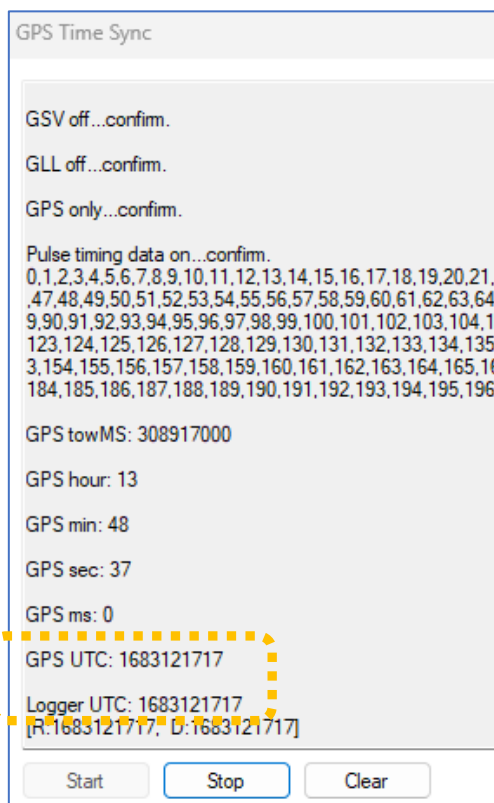 GPS Time Sync
GSV off...confirm.
GLL off...confirm.
GPS only...confirm.
Pulse timing data on...confirm.
0,1,2,3,4,5,6,7,8,9,10,11,12,13,14,15,16,17,18,19,20,21,
,47,48,49,50,51,52,53,54,55,56,57,58,59,60,61,62,63,64
9,90,91,92,93,94,95,96,97,98,99,100,101,102,103,104,1
123,124,125,126,127,128,129,130,131,132,133,134,135
3,154,155,156,157,158,159,160,161,162,163,164,165,16
184,185,186,187,188,189,190,191,192,193,194,195,196
GPS towMS: 308917000
GPS hour: 13
GPS min: 48
GPS sec: 37
GPS ms: 0
GPS UTC: 1683121717
Logger UTC: 1683121717
[R:1683121717, D:1683121717]
Start Stop Clear